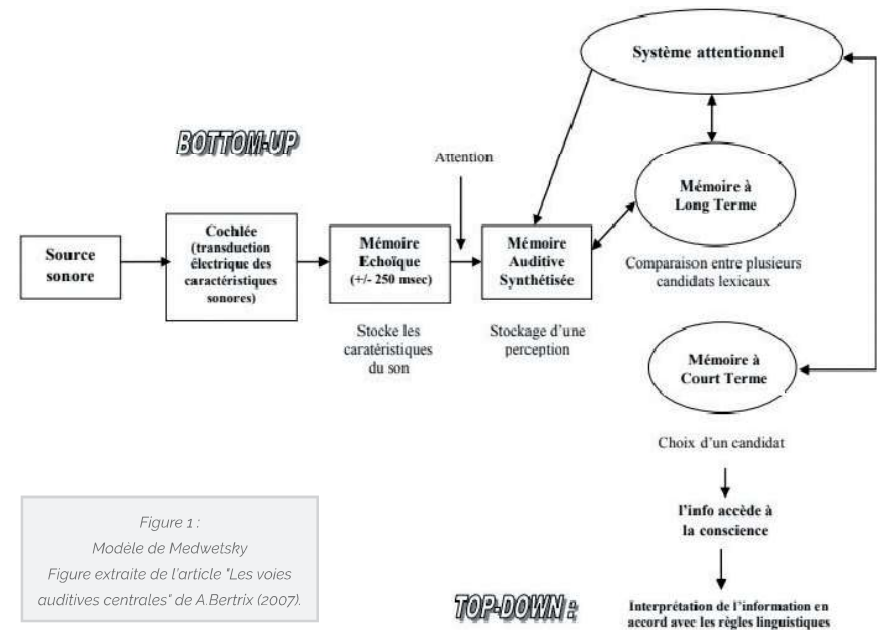 Système attentionnel
BOTTOM-UP
Attention
Mémoire à
Long Terme
Source
sonore
Cochlée
(transduction
électrique des
caractéristiques
sonores)
Mémoire
Echoïque
(+/- 250 msec)
Mémoire
Auditive
Synthétisée
Comparaison entre plusieurs
candidats lexicaux
Stocke les
caratéristiques
du son
Stockage d'une
perception
Mémoire à
Court Terme
Choix d'un candidat
l'info accède à
la conscience
Figure 1 :
Modèle de Medwetsky
Figure extraite de l'article "Les voies
auditives centrales" de A.Bertrix (2007).
TOP-DOWN :
Interprétation de l'information en
accord avec les règles linguistiques